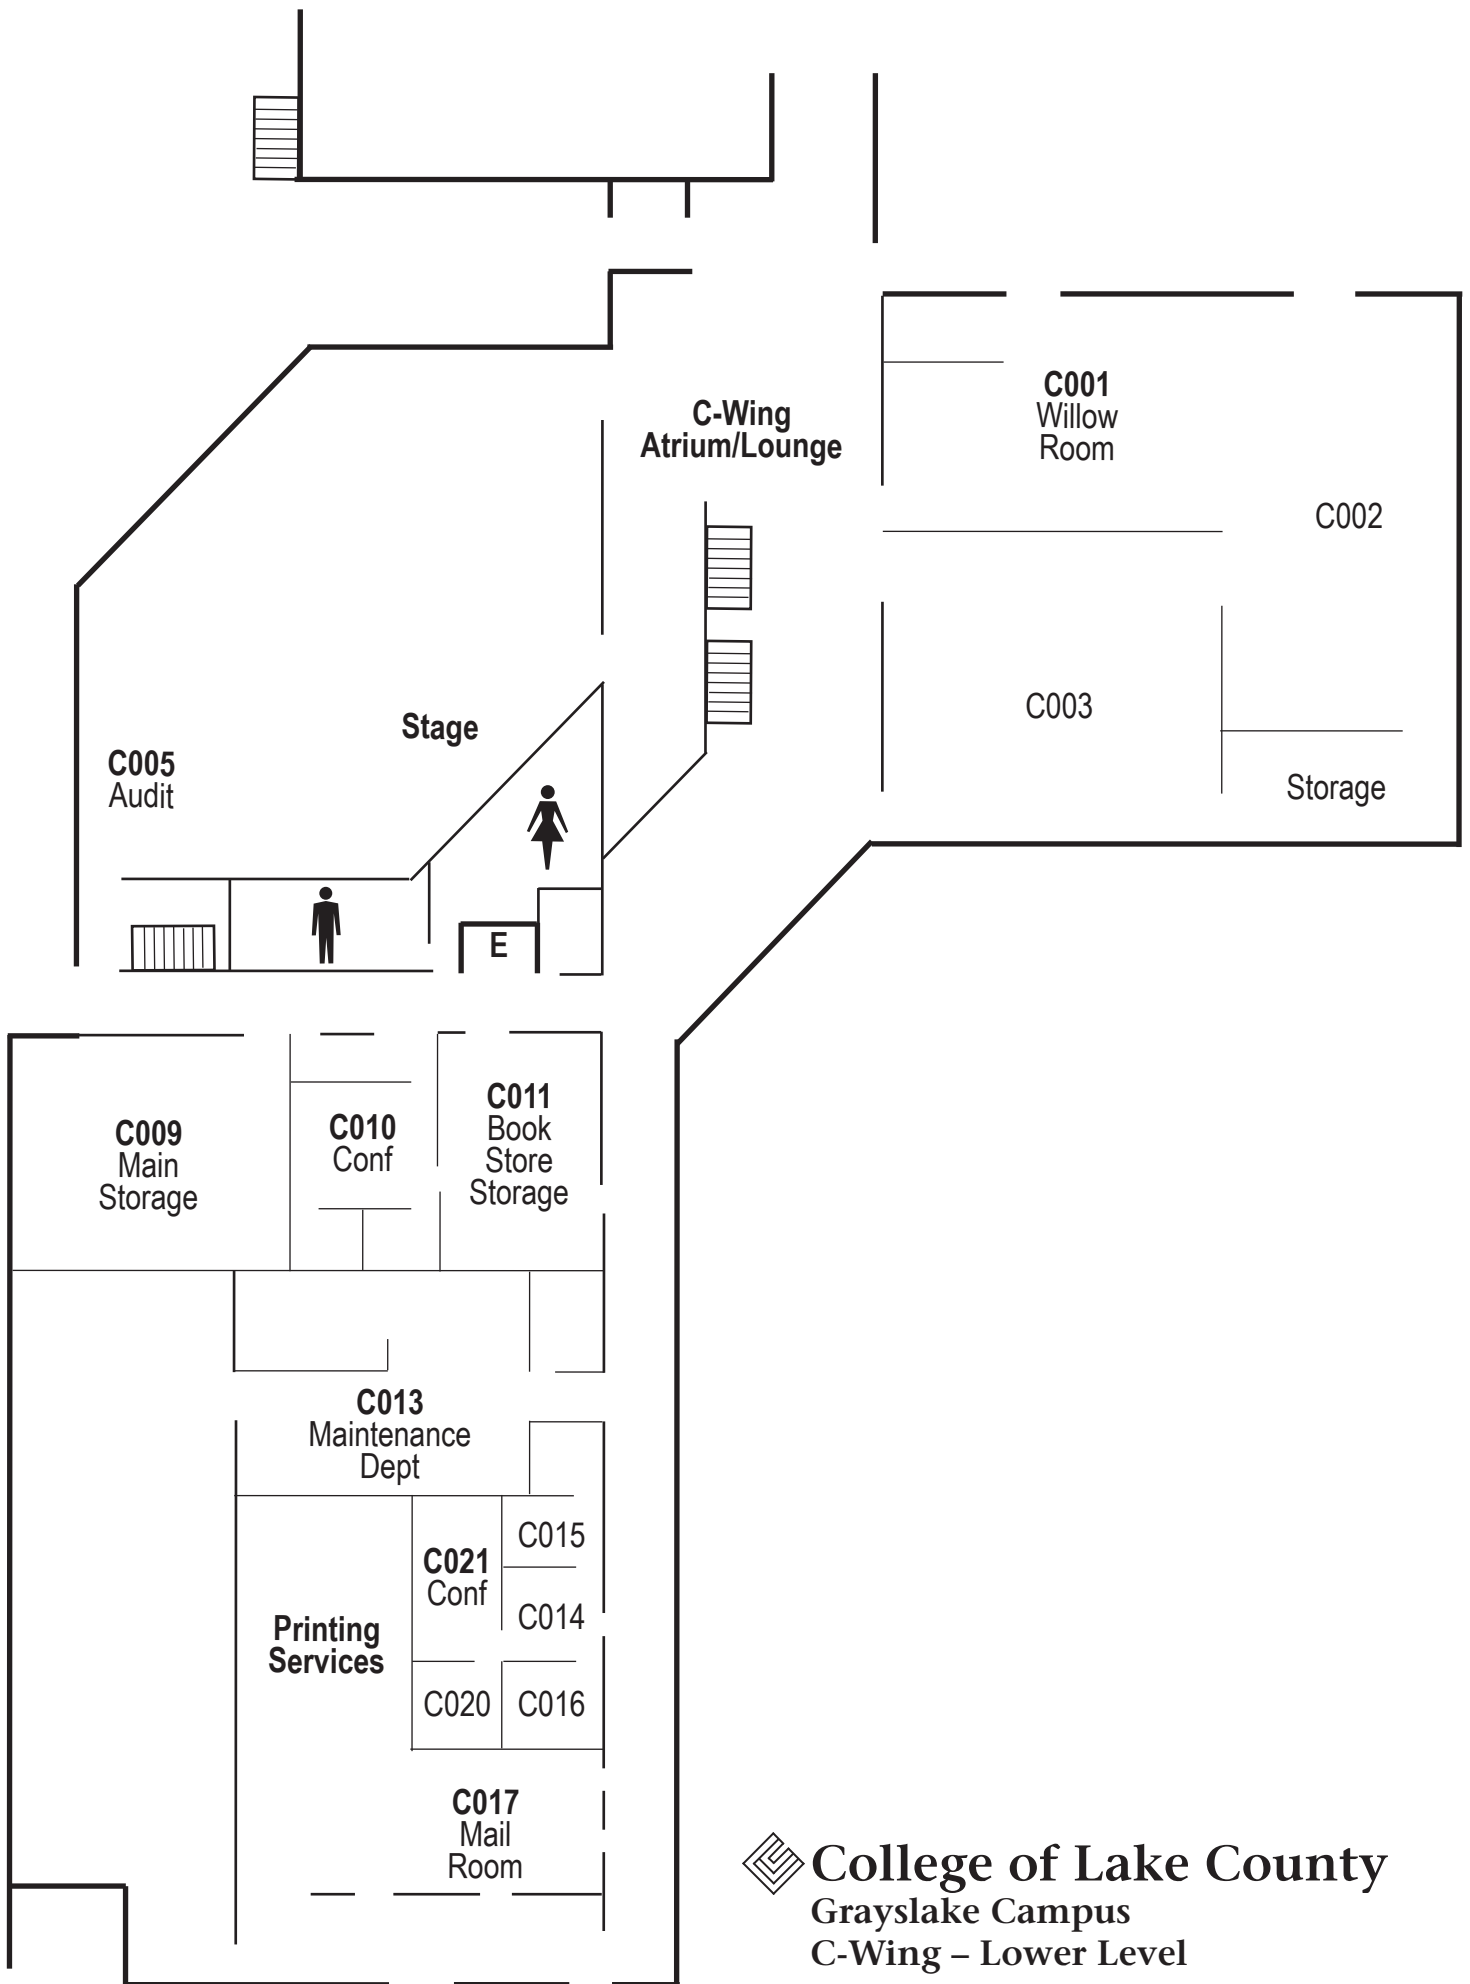 C001
Willow
Room
C-Wing
Atrium/Lounge
C002
C003
Stage
C005
Audit
Storage
E
C009
Main
Storage
C010
Conf
C011
Book
Store
Storage
C013
Maintenance
Dept
C015
C021
Conf
C014
Printing
Services
C020
C016
C017
Mail
Room
College of Lake County
Grayslake Campus
C-Wing – Lower Level